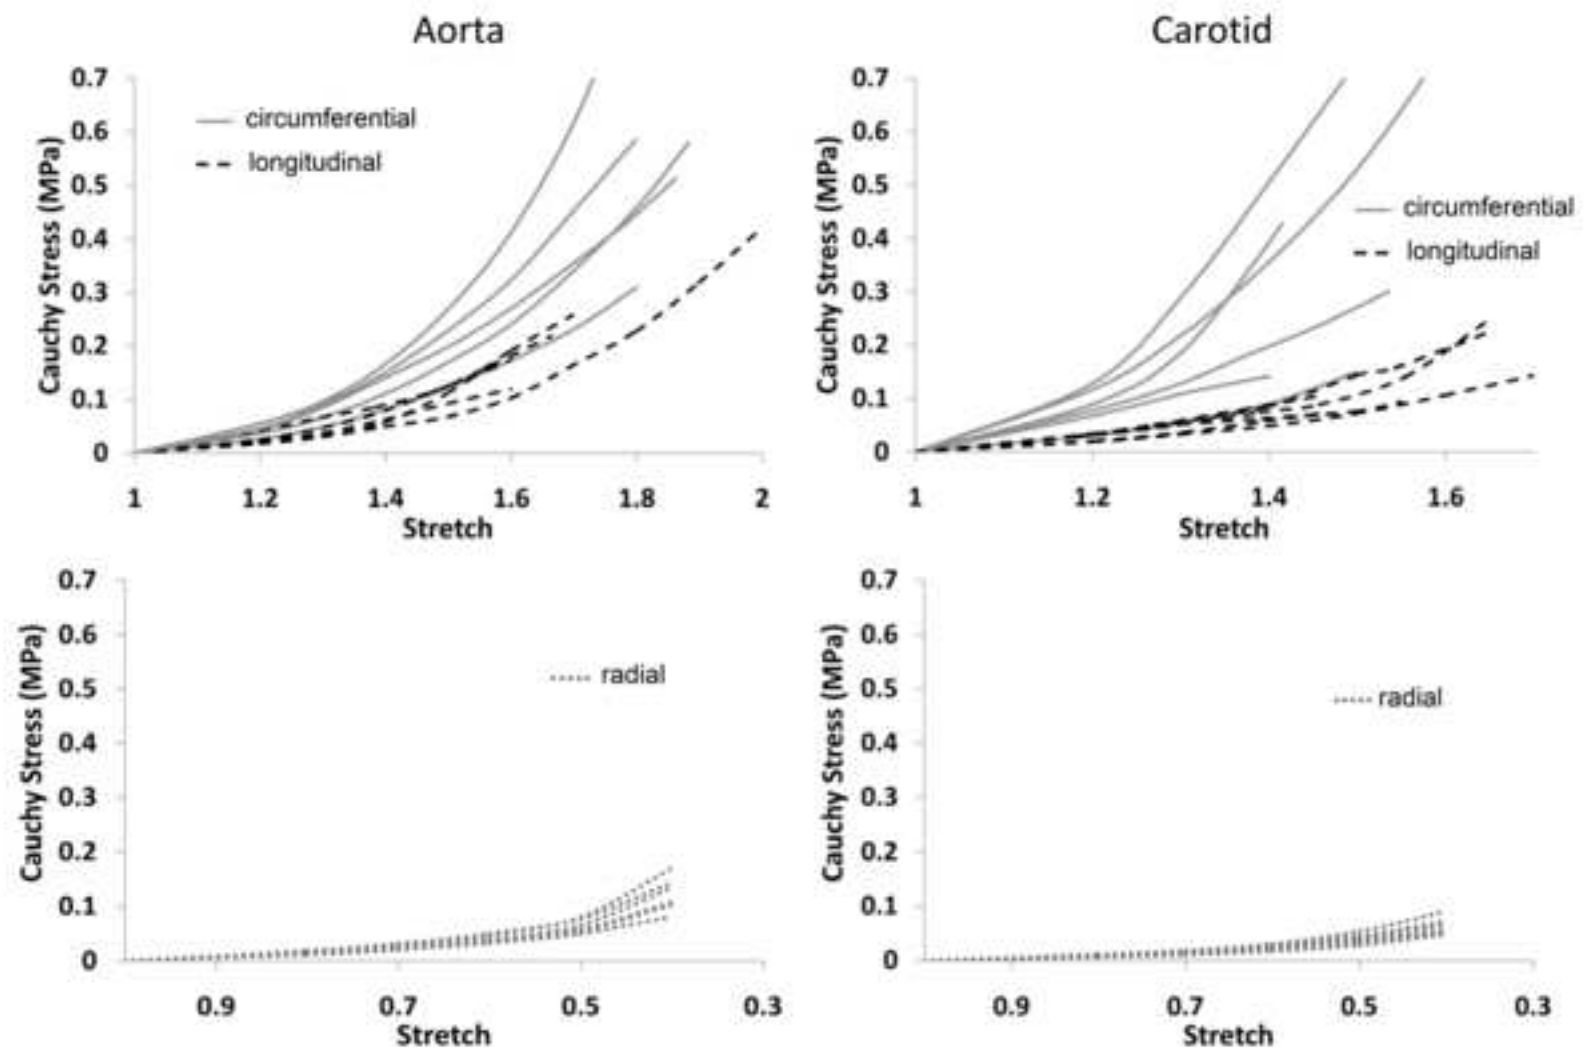 Aorta
0.7
0.6
0.5
0.4
0.3
0.2
0.1
0
Cauchy Stress (MPa)
circumferential
longitudinal
1 1.2 1.4 1.6 1.8 2
Stretch
Carotid
0.7
0.6
0.5
0.4
0.3
0.2
0.1
0
Cauchy Stress (MPa)
circumferential
longitudinal
1 1.2 1.4 1.6
Stretch
0.7
0.6
0.5
0.4
0.3
0.2
0.1
0
Cauchy Stress (MPa)
radial
0.9 0.7 0.5 0.3
Stretch
0.7
0.6
0.5
0.4
0.3
0.2
0.1
0
Cauchy Stress (MPa)
radial
0.9 0.7 0.5 0.3
Stretch